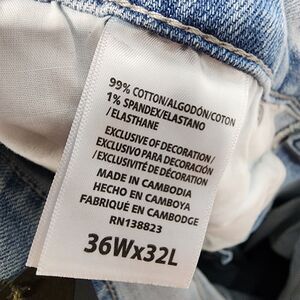 99% COTTON/ALGODÓN/COTON
1% SPANDEX/ELASTANO
/ELASTHANE
EXCLUSIVE OF DECORATION/
EXCLUSIVO PARA DECORACIÓN
/EXCLUSIVITÉ DE DÉCORATION
MADE IN CAMBODIA
HECHO EN CAMBOYA
FABRIQUÉ EN CAMBODGE
RN138823
36Wx32L